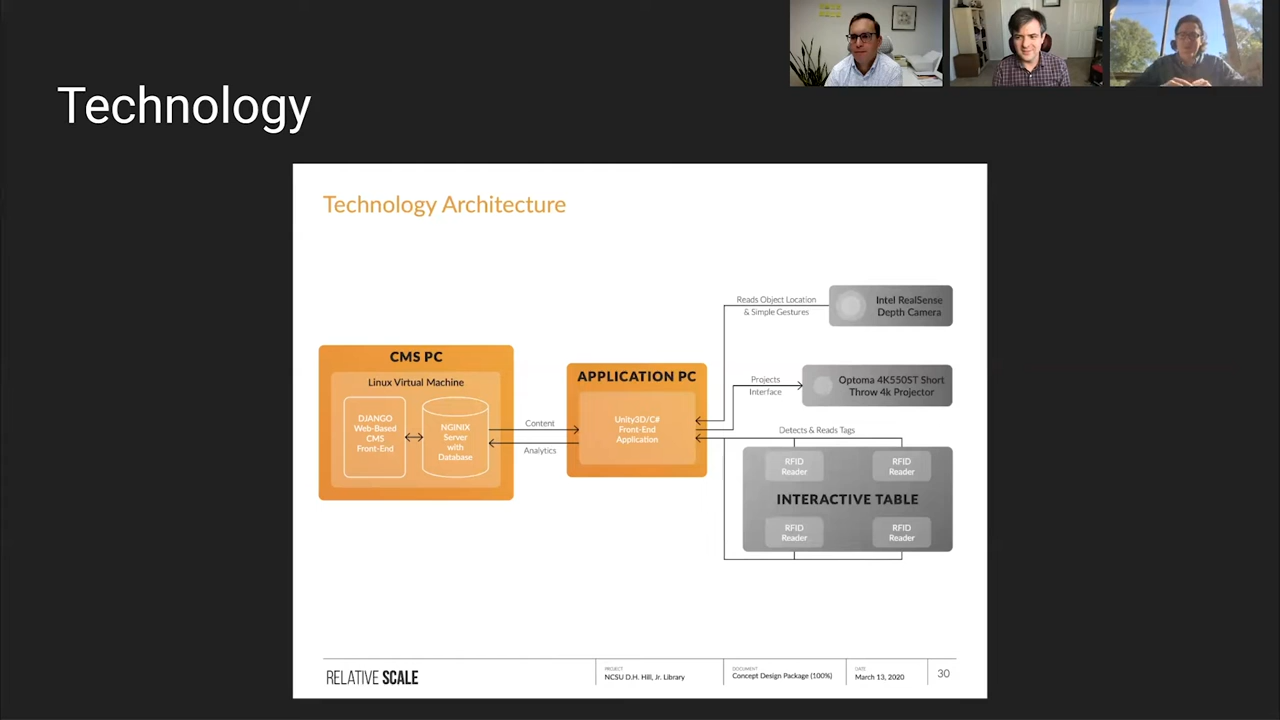 Technology
Technology Architecture
Reads Object Location
& Simple Gestures
Intel RealSense
Depth Camera
CMS PC
Linux Virtual Machine
DJANGO
Web-Based
CMS
Front-End
NGINIX
Server
with
Database
Content
Analytics
APPLICATION PC
Unity3D/C#
Front-End
Application
Projects
Interface
Optoma 4K550ST Short
Throw 4k Projector
Detects & Reads Tags
RFID
Reader
RFID
Reader
INTERACTIVE TABLE
RFID
Reader
RFID
Reader
RELATIVE SCALE
PROJECT
NCSU D.H. Hill, Jr. Library
DOCUMENT
Concept Design Package (100%)
DATE
March 13, 2020
30